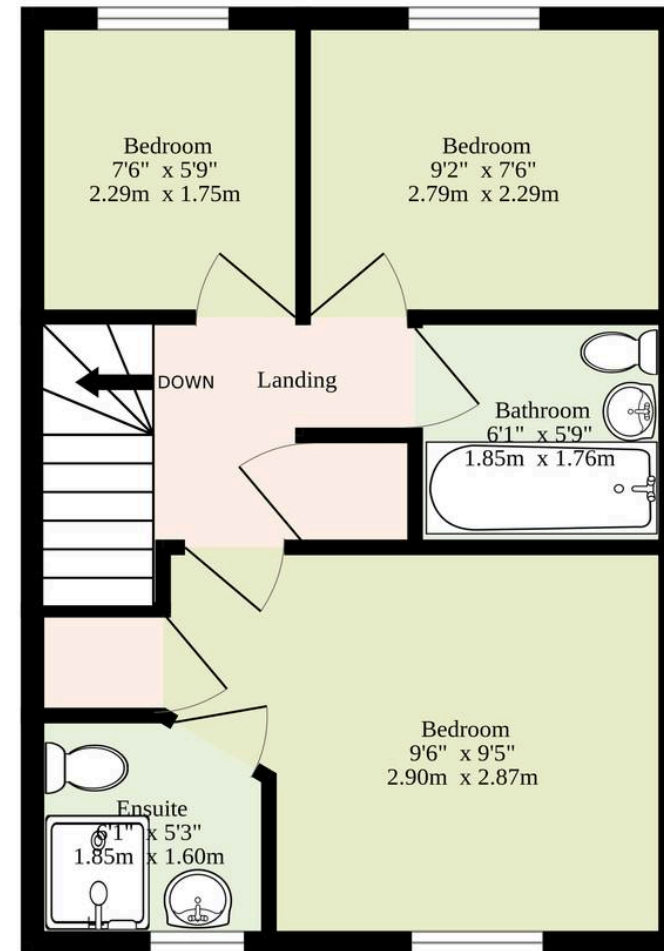 Bedroom
7'6" x 5'9"
2.29m x 1.75m
Bedroom
9'2" x 7'6"
2.79m x 2.29m
DOWN
Landing
Bathroom
6'1" x 5'9"
1.85m x 1.76m
Bedroom
9'6" x 9'5"
2.90m x 2.87m
Ensuite
6'1" x 5'3"
1.85m x 1.60m